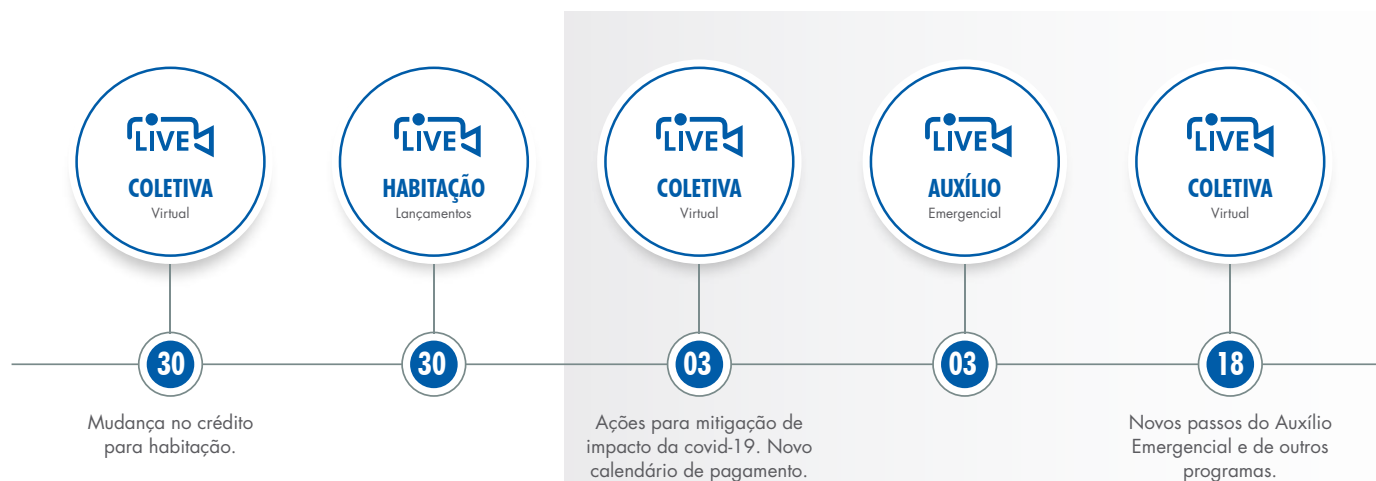 LIVE
COLETIVA
Virtual
30
Mudança no crédito
para habitação.
LIVE
HABITAÇÃO
Lançamentos
30
LIVE
COLETIVA
Virtual
03
Ações para mitigação de
impacto da covid-19. Novo
calendário de pagamento.
LIVE
AUXÍLIO
Emergencial
03
LIVE
COLETIVA
Virtual
18
Novos passos do Auxílio
Emergencial e de outros
programas.